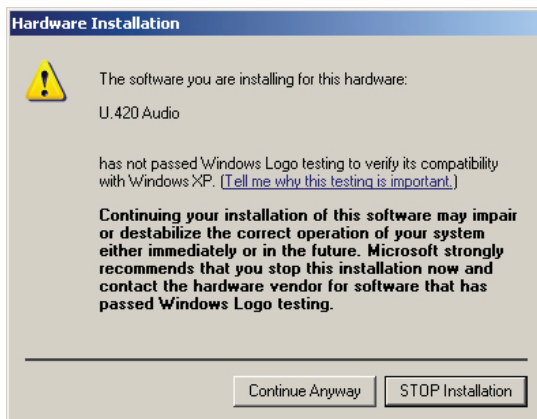 Hardware Installation
The software you are installing for this hardware:
U.420 Audio
has not passed Windows Logo testing to verify its compatibility
with Windows XP. (Tell me why this testing is important.)
Continuing your installation of this software may impair
or destabilize the correct operation of your system
either immediately or in the future. Microsoft strongly
recommends that you stop this installation now and
contact the hardware vendor for software that has
passed Windows Logo testing.
Continue Anyway
STOP Installation